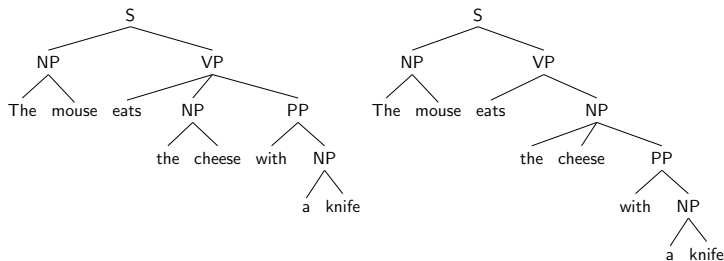 S S
NP VP NP VP
The mouse eats NP PP The mouse eats NP
the cheese with NP the cheese PP
a knife with NP
a knife